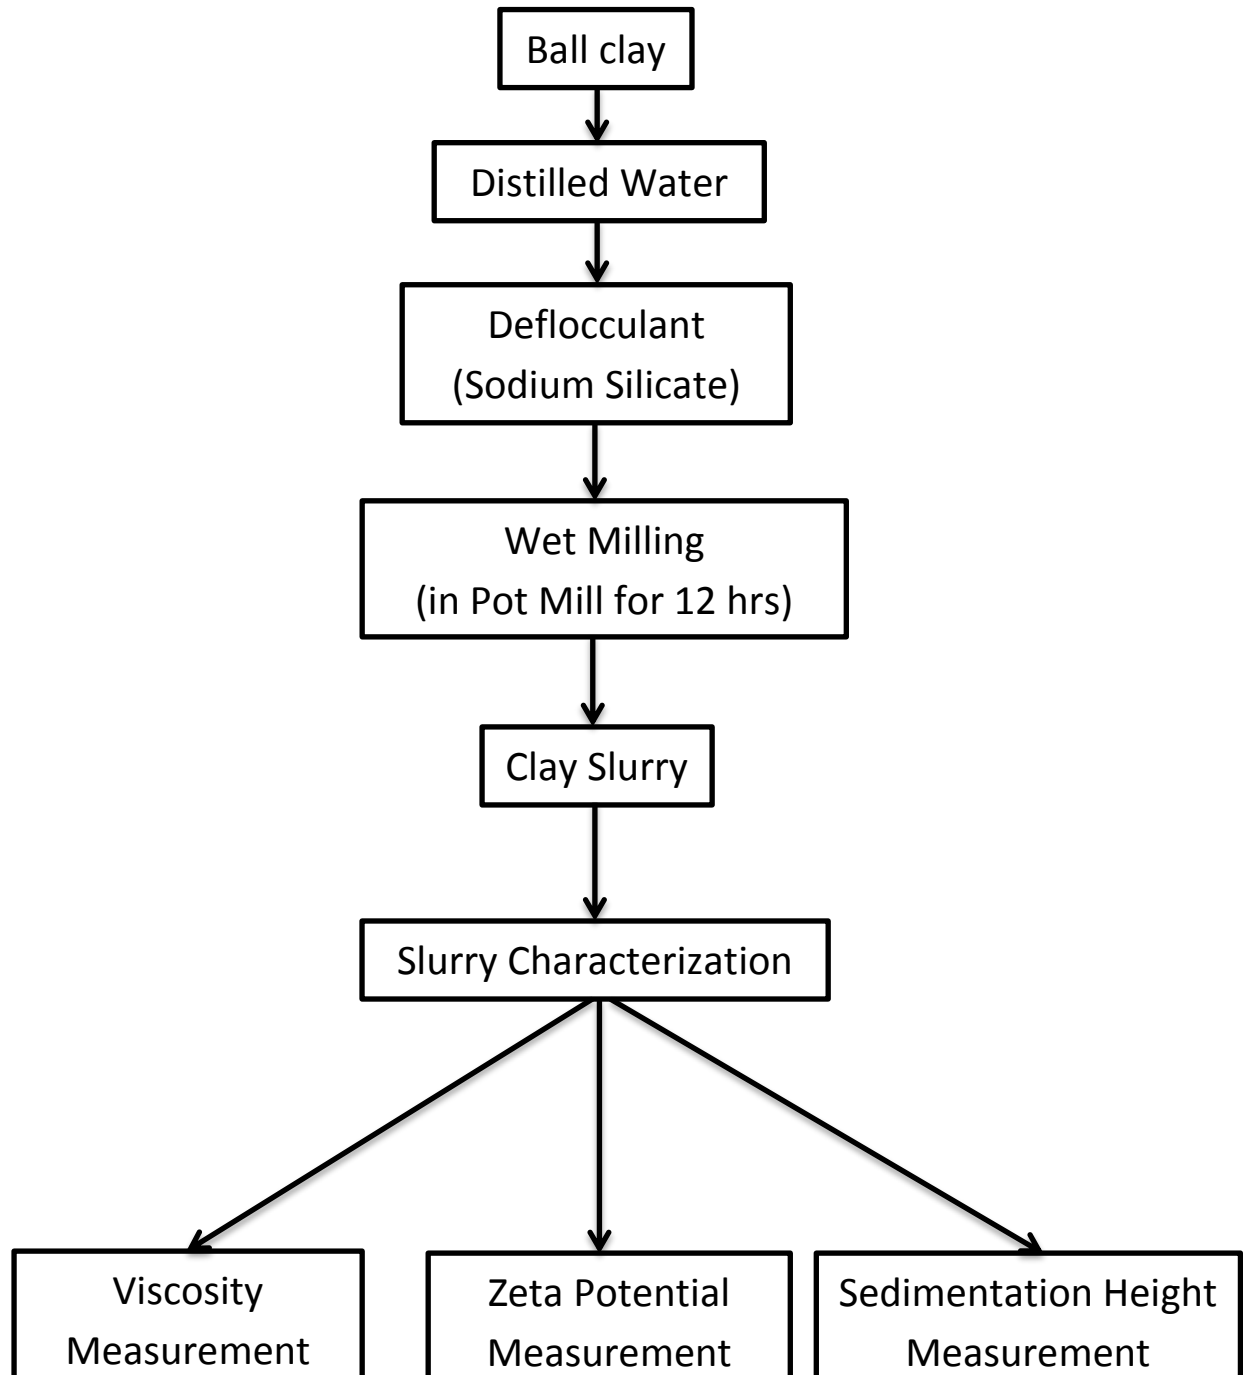 Ball clay
Distilled Water
Deflocculant
(Sodium Silicate)
Wet Milling
(in Pot Mill for 12 hrs)
Clay Slurry
Slurry Characterization
Viscosity
Measurement
Zeta Potential
Measurement
Sedimentation Height
Measurement